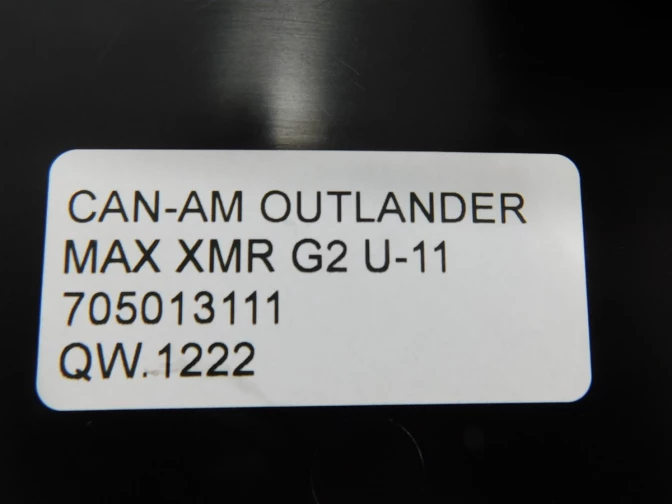 CAN-AM OUTLANDER
MAX XMR G2 U-11
705013111
QW.1222